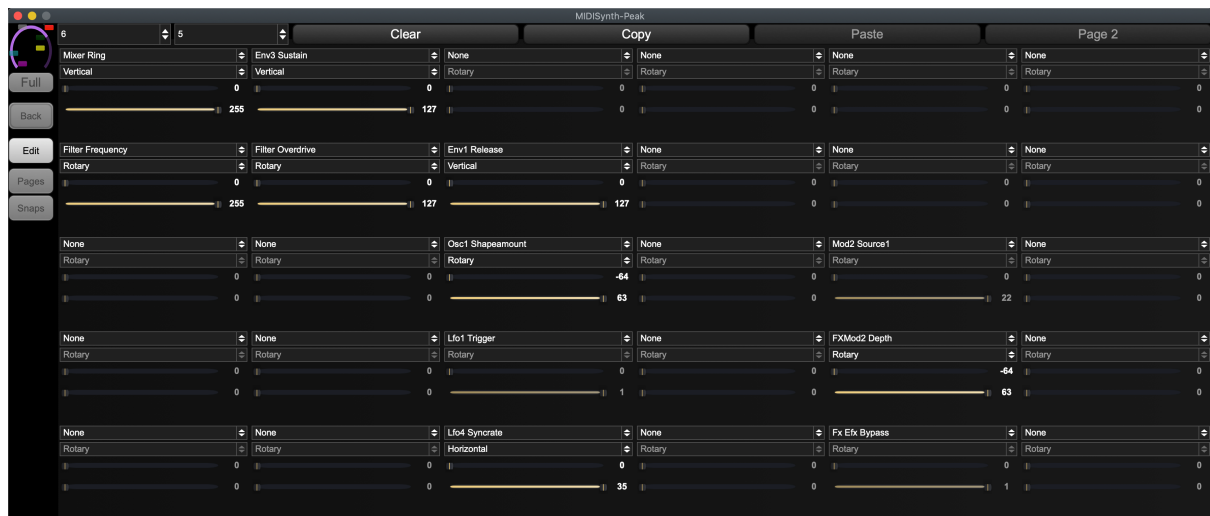 MIDISynth-Peak
6 5 Clear Copy Paste Page 2
Full
Back
Edit
Pages
Snaps
Mixer Ring Env3 Sustain None None None None
Vertical Vertical Rotary Rotary Rotary Rotary
0 0 0 0 0 0
255 127 0 0 0 0
Filter Frequency Filter Overdrive Env1 Release None None None
Rotary Rotary Vertical Rotary Rotary Rotary
0 0 0 0 0 0
255 127 127 0 0 0
None None Osc1 Shapeamount None Mod2 Source1 None
Rotary Rotary Rotary Rotary Rotary Rotary
0 0 -64 0 0 0
0 0 63 0 22 0
None None Lfo1 Trigger None FXMod2 Depth None
Rotary Rotary Rotary Rotary Rotary Rotary
0 0 0 0 -64 0
0 0 1 0 63 0
None None Lfo4 Syncrate None Fx Efx Bypass None
Rotary Rotary Horizontal Rotary Rotary Rotary
0 0 0 0 0 0
0 0 35 0 1 0